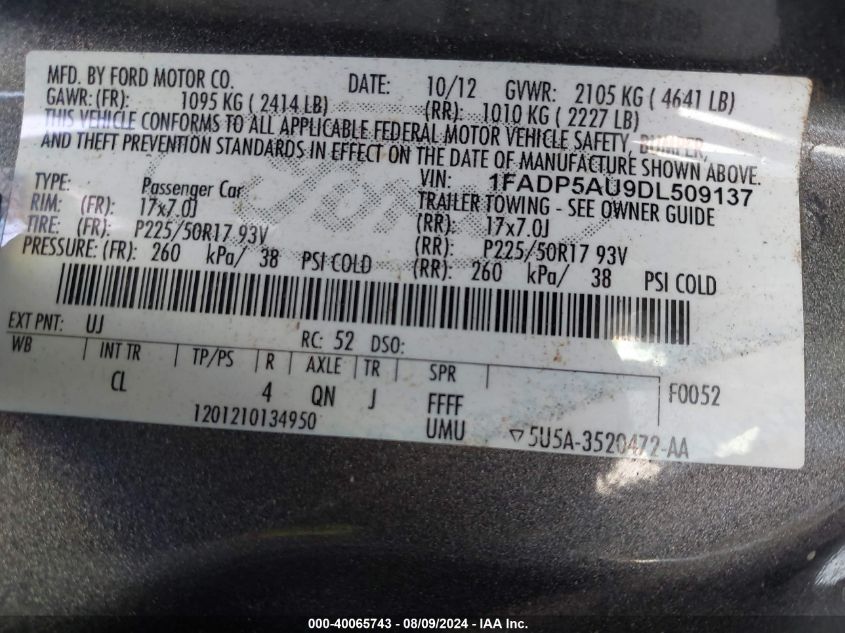 MFD. BY FORD MOTOR CO. DATE: 10/12 GVWR: 2105 KG ( 4641 LB)
GAWR: (FR): 1095 KG ( 2414 LB) (RR): 1010 KG ( 2227 LB)
THIS VEHICLE CONFORMS TO ALL APPLICABLE FEDERAL MOTOR VEHICLE SAFETY, BUMPER,
AND THEFT PREVENTION STANDARDS IN EFFECT ON THE DATE OF MANUFACTURE SHOWN ABOVE.
VIN: 1FADP5AU9DL509137
TYPE: Passenger Car TRAILER TOWING - SEE OWNER GUIDE
RIM: (FR): 17x7.0J (RR): 17x7.0J
TIRE: (FR): P225/50R17 93V (RR): P225/50R17 93V
PRESSURE: (FR): 260 kPa/ 38 PSI COLD (RR): 260 kPa/ 38 PSI COLD
EXT PNT: UJ RC: 52 DSO:
WB INT TR TP/PS R AXLE TR SPR F0052
CL 4 QN J FFFF
1201210134950 UMU ▽5U5A-3520472-AA
000-40065743 - 08/09/2024 - IAA Inc.